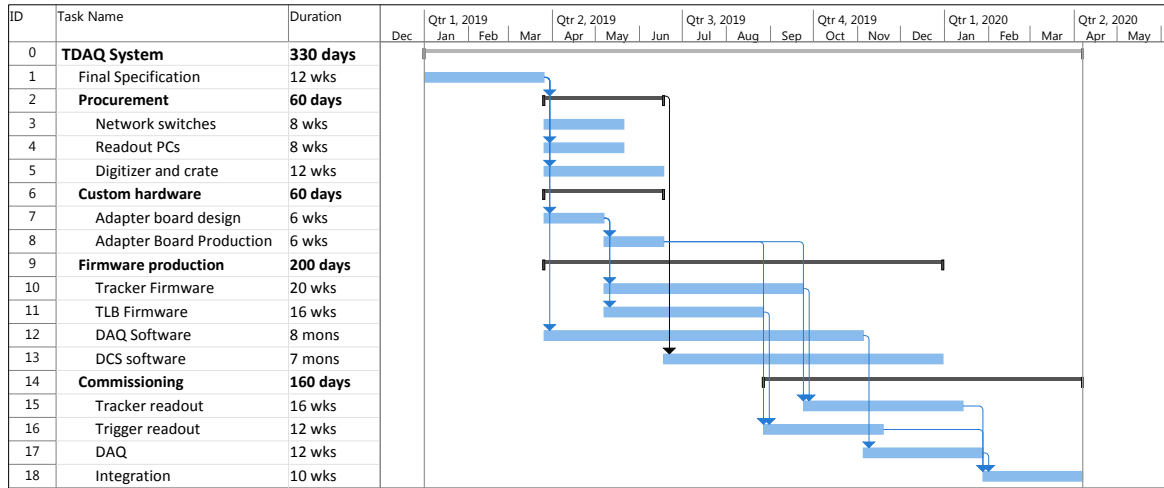 ID Task Name Duration Qtr 1, 2019 Qtr 2, 2019 Qtr 3, 2019 Qtr 4, 2019 Qtr 1, 2020 Qtr 2, 2020
Dec Jan Feb Mar Apr May Jun Jul Aug Sep Oct Nov Dec Jan Feb Mar Apr May
0 TDAQ System 330 days
1 Final Specification 12 wks
2 Procurement 60 days
3 Network switches 8 wks
4 Readout PCs 8 wks
5 Digitizer and crate 12 wks
6 Custom hardware 60 days
7 Adapter board design 6 wks
8 Adapter Board Production 6 wks
9 Firmware production 200 days
10 Tracker Firmware 20 wks
11 TLB Firmware 16 wks
12 DAQ Software 8 mons
13 DCS software 7 mons
14 Commissioning 160 days
15 Tracker readout 16 wks
16 Trigger readout 12 wks
17 DAQ 12 wks
18 Integration 10 wks